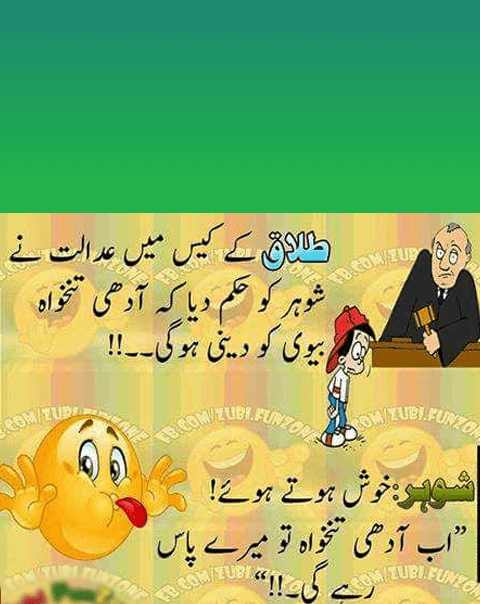 طلاق کے کیس میں عدالت نے
شوہر کو حکم دیا کہ آدھی تنخواہ
بیوی کو دینی ہوگی۔۔!!
شوہر:خوش ہوتے ہوئے!
”اب آدھی تنخواہ تو میرے پاس
رہے گی۔!!“
FB.COM/ZUBI.FUNZONE